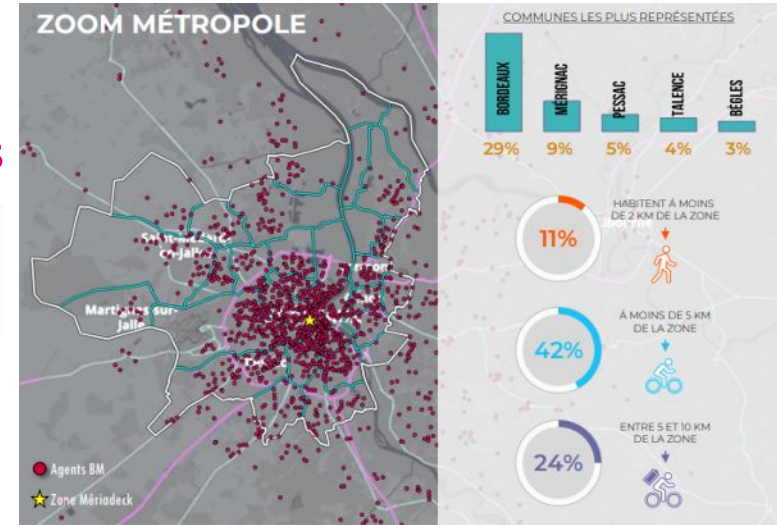 ZOOM MÉTROPOLE
COMMUNES LES PLUS REPRÉSENTÉES
BORDEAUX
MÉRIGNAC
PESSAC
TALENCE
BÈGLES
29%
9%
5%
4%
3%
HABITENT À MOINS
DE 2 KM DE LA ZONE
11%
À MOINS DE 5 KM
DE LA ZONE
42%
ENTRE 5 ET 10 KM
DE LA ZONE
24%
Agents BM
Zone Mériadeck